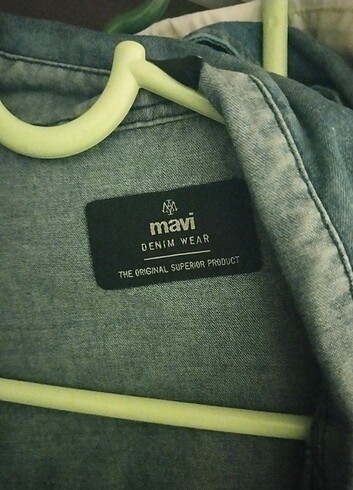 mavi
DENIM WEAR
THE ORIGINAL SUPERIOR PRODUCT